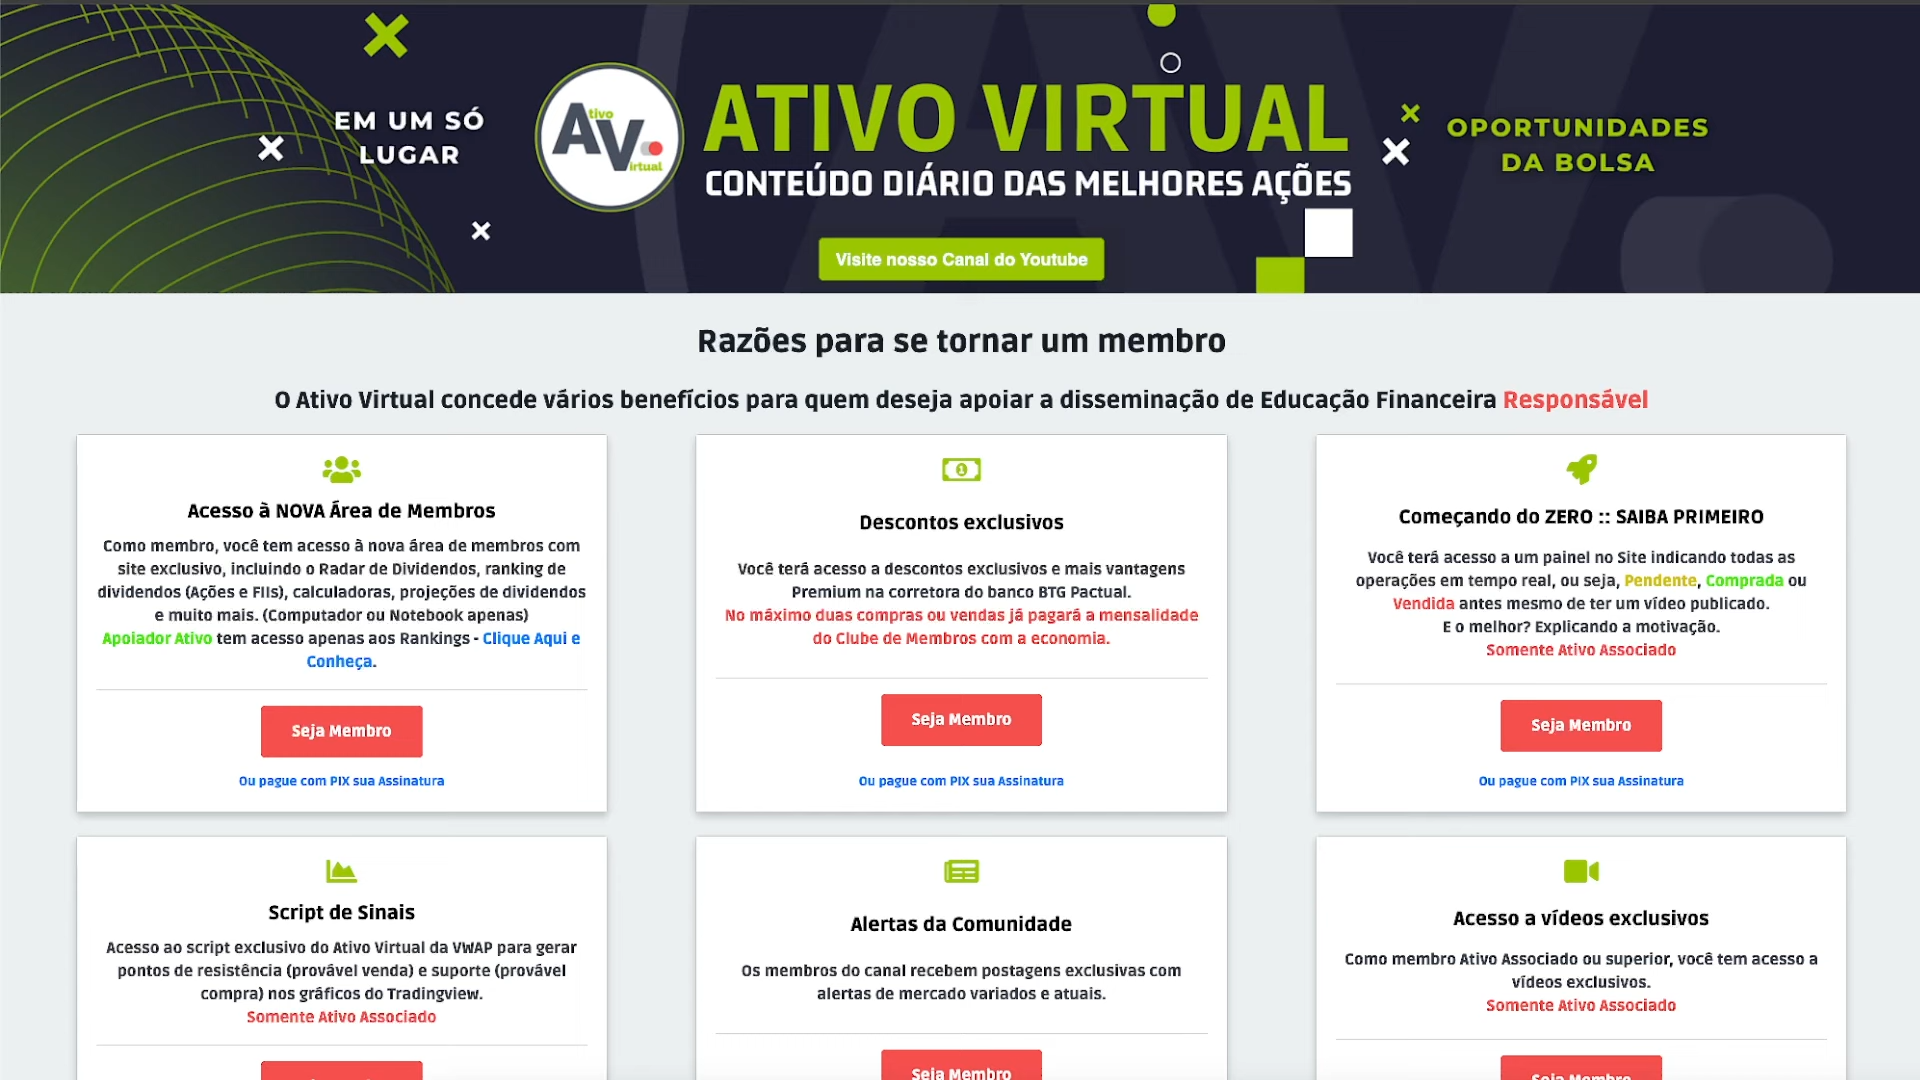 EM UM SÓ
LUGAR
Ativo
Virtual
ATIVO VIRTUAL
CONTEÚDO DIÁRIO DAS MELHORES AÇÕES
OPORTUNIDADES
DA BOLSA
Visite nosso Canal do Youtube
Razões para se tornar um membro
O Ativo Virtual concede vários benefícios para quem deseja apoiar a disseminação de Educação Financeira Responsável
Acesso à NOVA Área de Membros
Como membro, você tem acesso à nova área de membros com
site exclusivo, incluindo o Radar de Dividendos, ranking de
dividendos (Ações e FIIs), calculadoras, projeções de dividendos
e muito mais. (Computador ou Notebook apenas)
Apoiador Ativo tem acesso apenas aos Rankings - Clique Aqui e
Conheça.
Seja Membro
Ou pague com PIX sua Assinatura
Descontos exclusivos
Você terá acesso a descontos exclusivos e mais vantagens
Premium na corretora do banco BTG Pactual.
No máximo duas compras ou vendas já pagará a mensalidade
do Clube de Membros com a economia.
Seja Membro
Ou pague com PIX sua Assinatura
Começando do ZERO :: SAIBA PRIMEIRO
Você terá acesso a um painel no Site indicando todas as
operações em tempo real, ou seja, Pendente, Comprada ou
Vendida antes mesmo de ter um vídeo publicado.
E o melhor? Explicando a motivação.
Somente Ativo Associado
Seja Membro
Ou pague com PIX sua Assinatura
Script de Sinais
Acesso ao script exclusivo do Ativo Virtual da VWAP para gerar
pontos de resistência (provável venda) e suporte (provável
compra) nos gráficos do Tradingview.
Somente Ativo Associado
Alertas da Comunidade
Os membros do canal recebem postagens exclusivas com
alertas de mercado variados e atuais.
Seja Membro
Acesso a vídeos exclusivos
Como membro Ativo Associado ou superior, você tem acesso a
vídeos exclusivos.
Somente Ativo Associado
Seja Membro